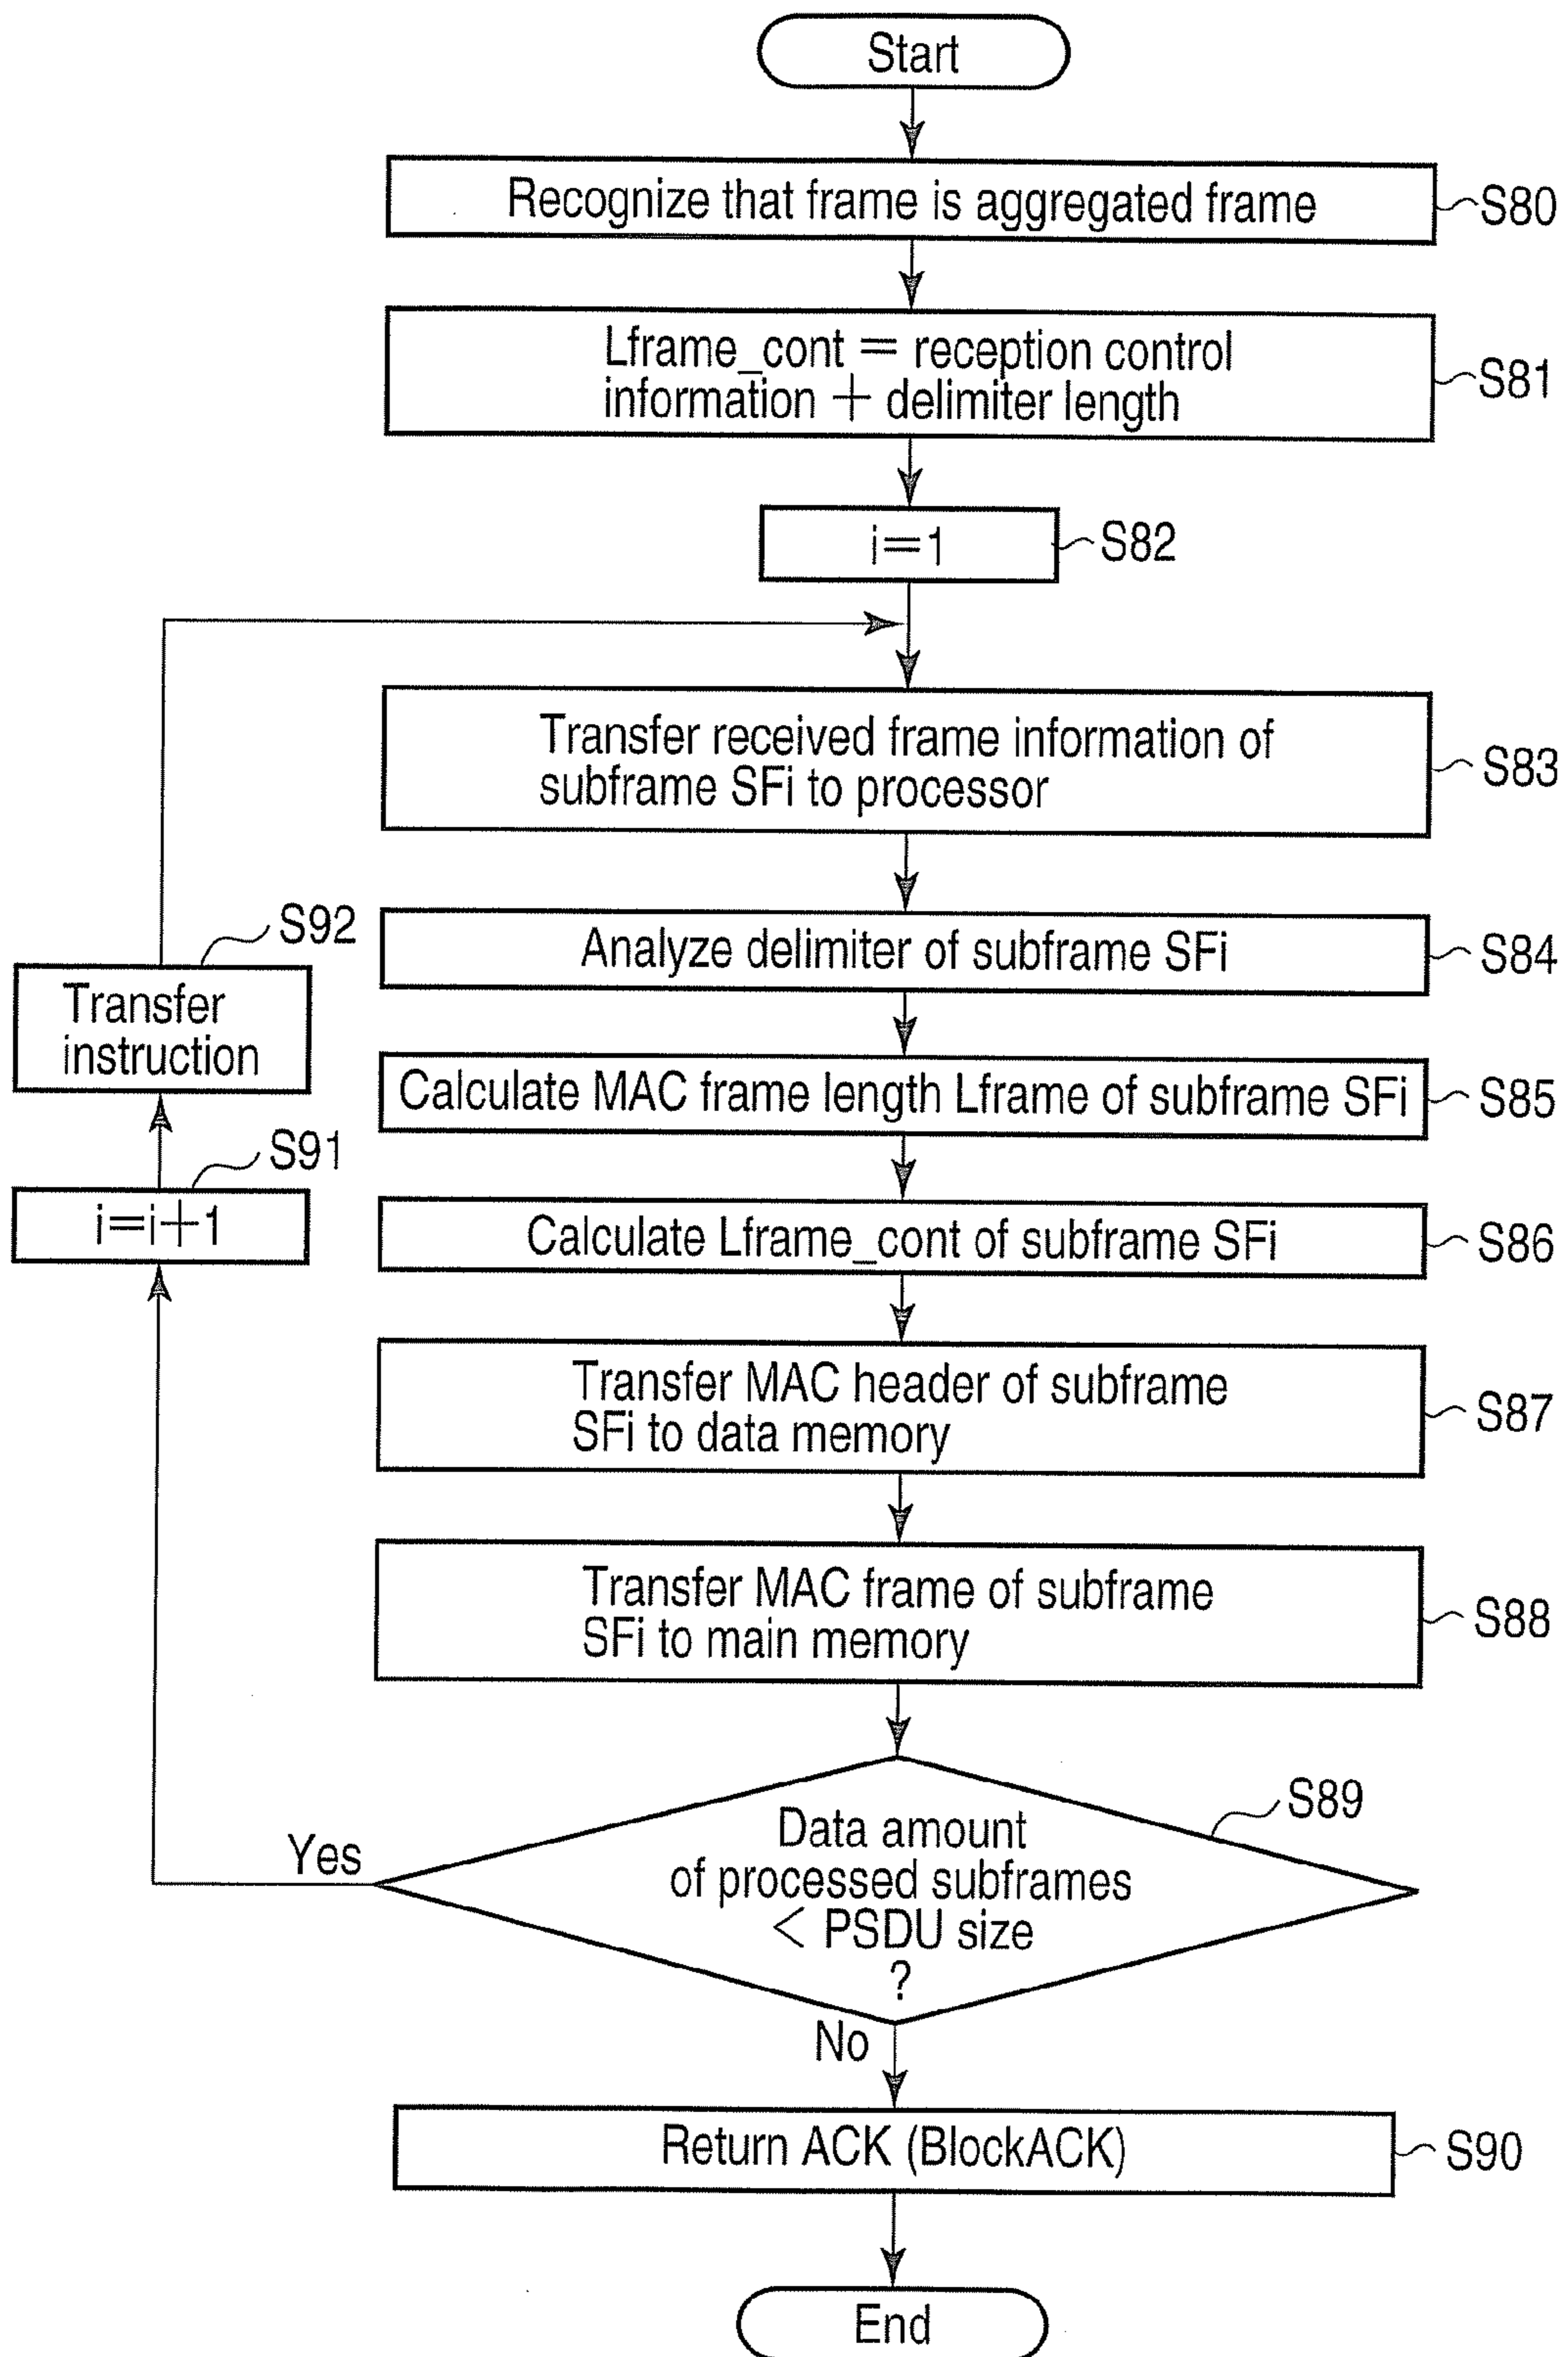 Start
Recognize that frame is aggregated frame
S80
Lframe_cont = reception control
information + delimiter length
S81
i=1
S82
Transfer received frame information of
subframe SFi to processor
S83
Analyze delimiter of subframe SFi
S84
Calculate MAC frame length Lframe of subframe SFi
S85
Calculate Lframe_cont of subframe SFi
S86
Transfer MAC header of subframe
SFi to data memory
S87
Transfer MAC frame of subframe
SFi to main memory
S88
Data amount
of processed subframes
< PSDU size
?
S89
Yes
No
Return ACK (BlockACK)
S90
End
i=i+1
S91
Transfer
instruction
S92